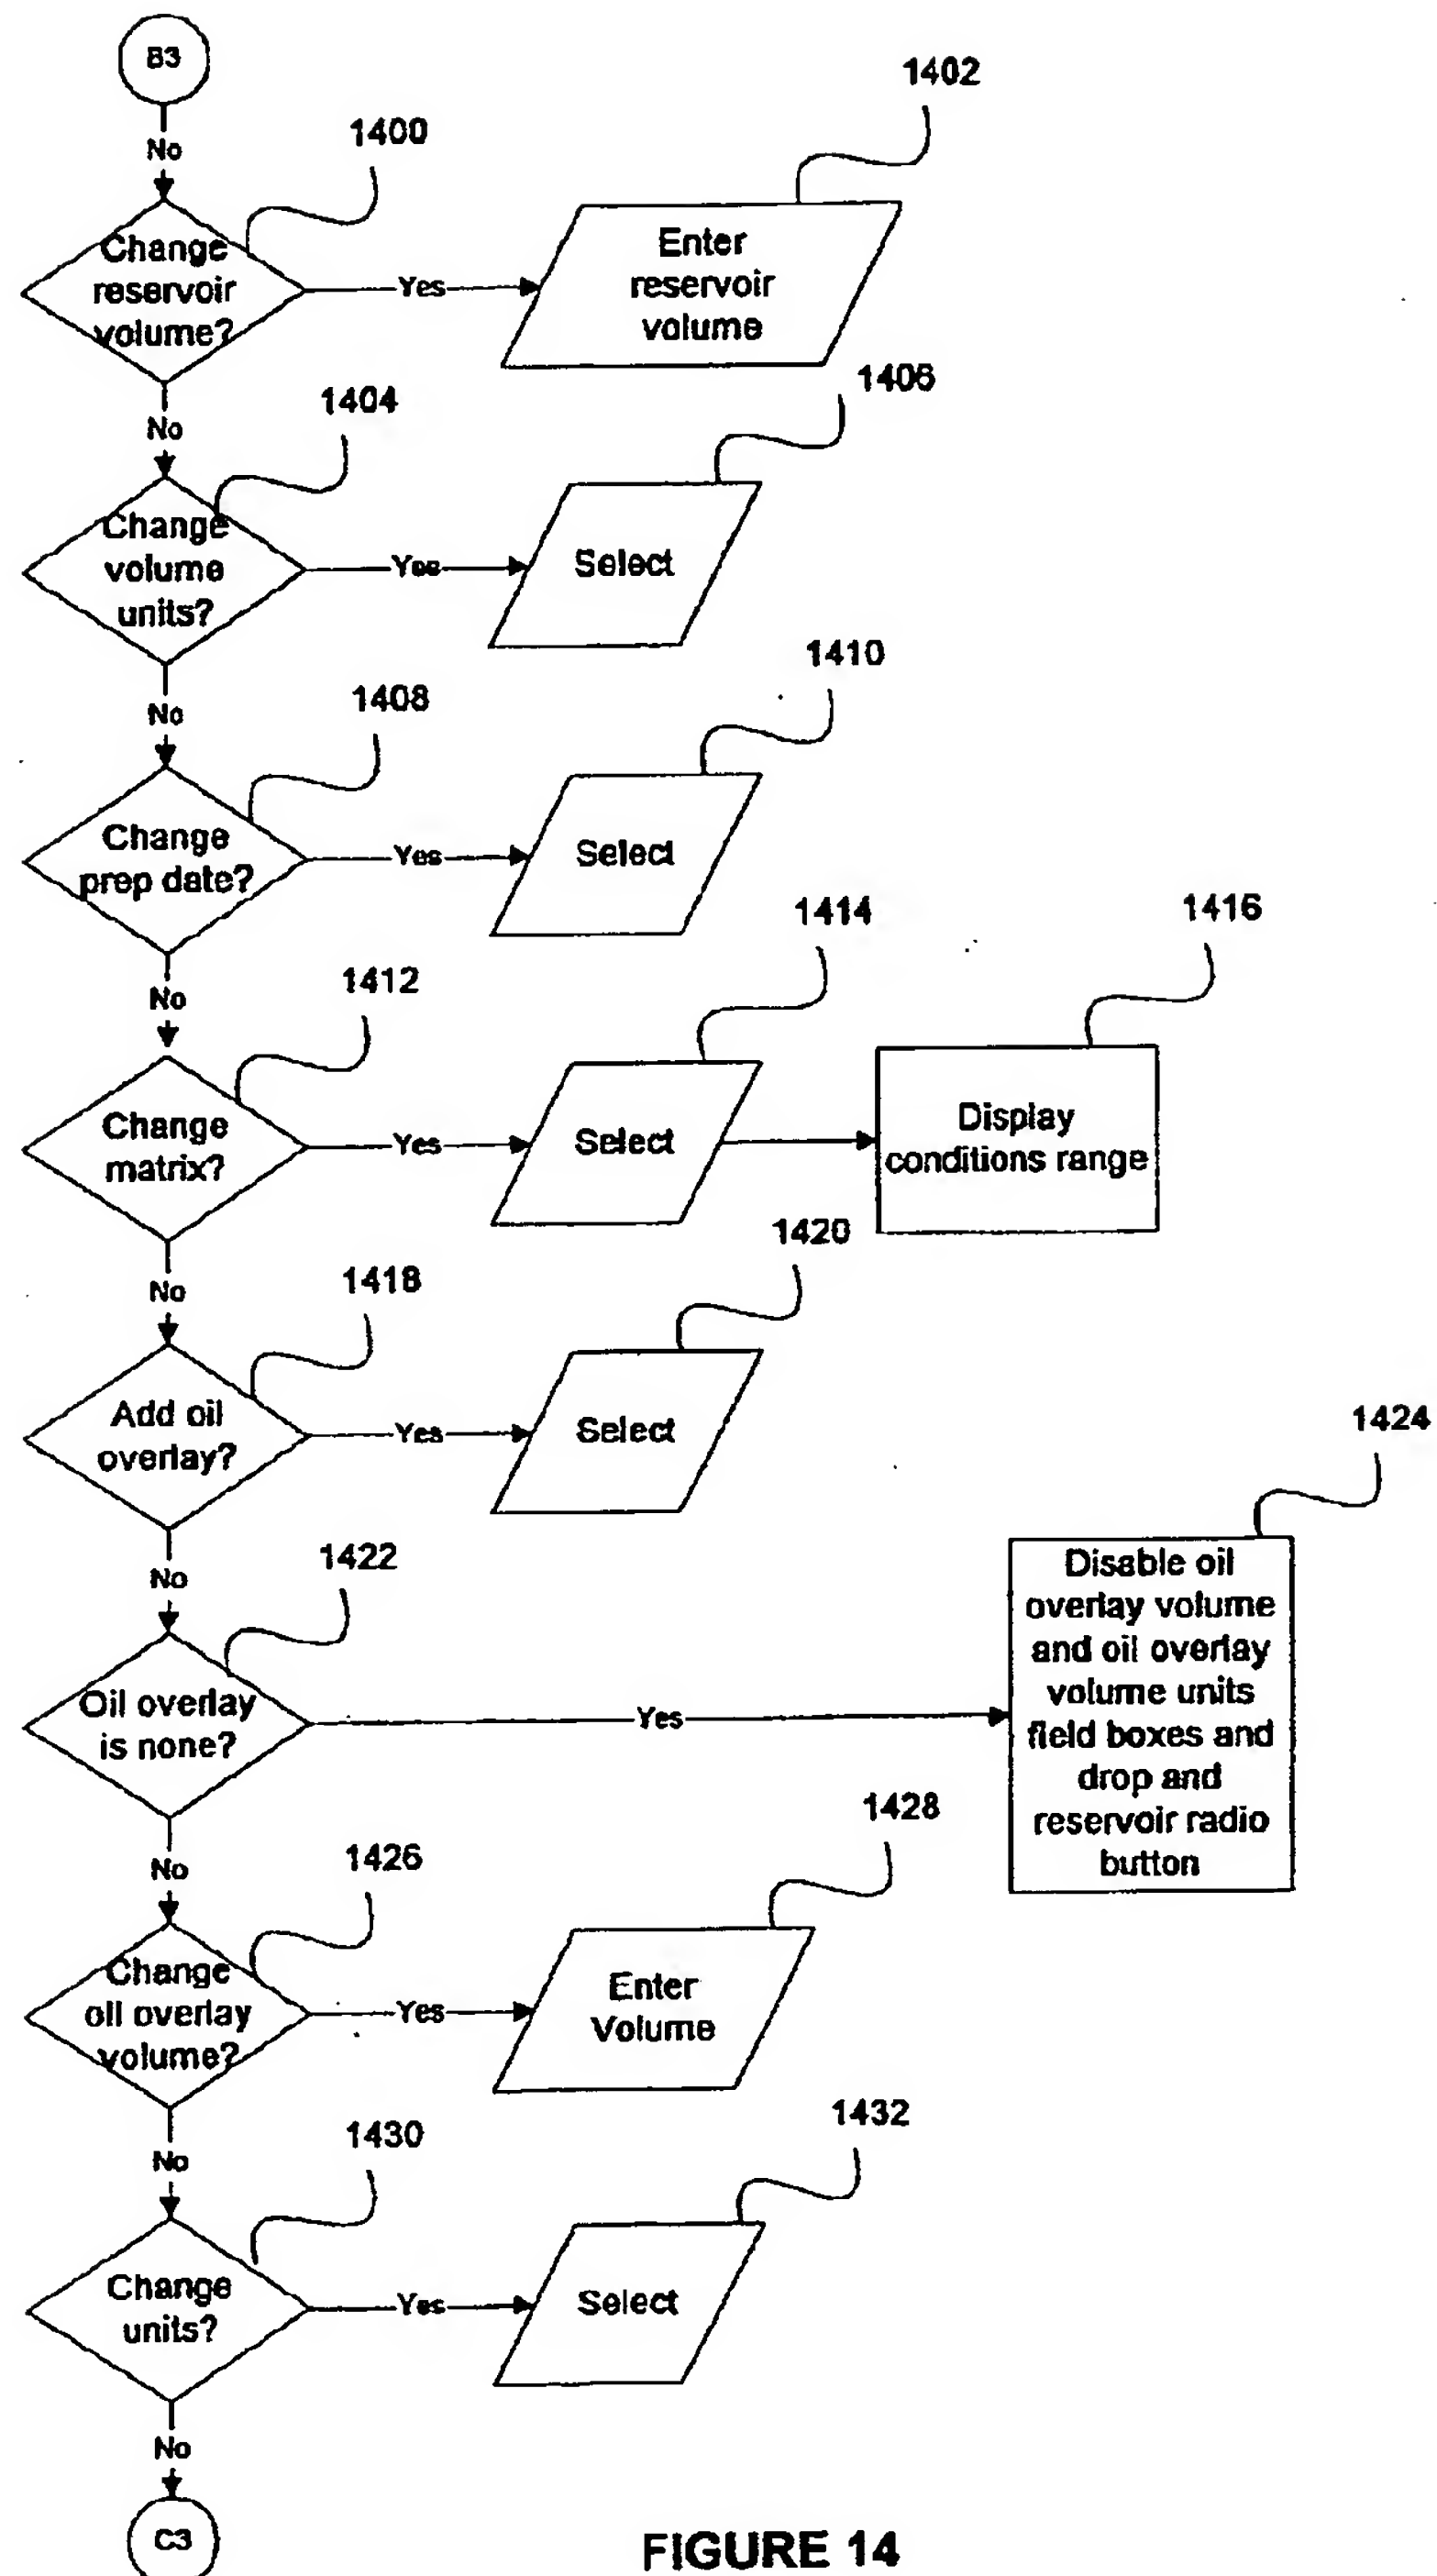 B3
No
1400
1402
Change
reservoir
volume?
Yes
Enter
reservoir
volume
No
1404
1406
Change
volume
units?
Yes
Select
No
1408
1410
Change
prep date?
Yes
Select
No
1412
1414
1416
Change
matrix?
Yes
Select
Display
conditions range
No
1418
1420
Add oil
overlay?
Yes
Select
No
1422
1424
Oil overlay
is none?
Yes
Disable oil
overlay volume
and oil overlay
volume units
field boxes and
drop and
reservoir radio
button
No
1426
1428
Change
oil overlay
volume?
Yes
Enter
Volume
No
1430
1432
Change
units?
Yes
Select
No
C3
FIGURE 14